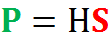 P = HS